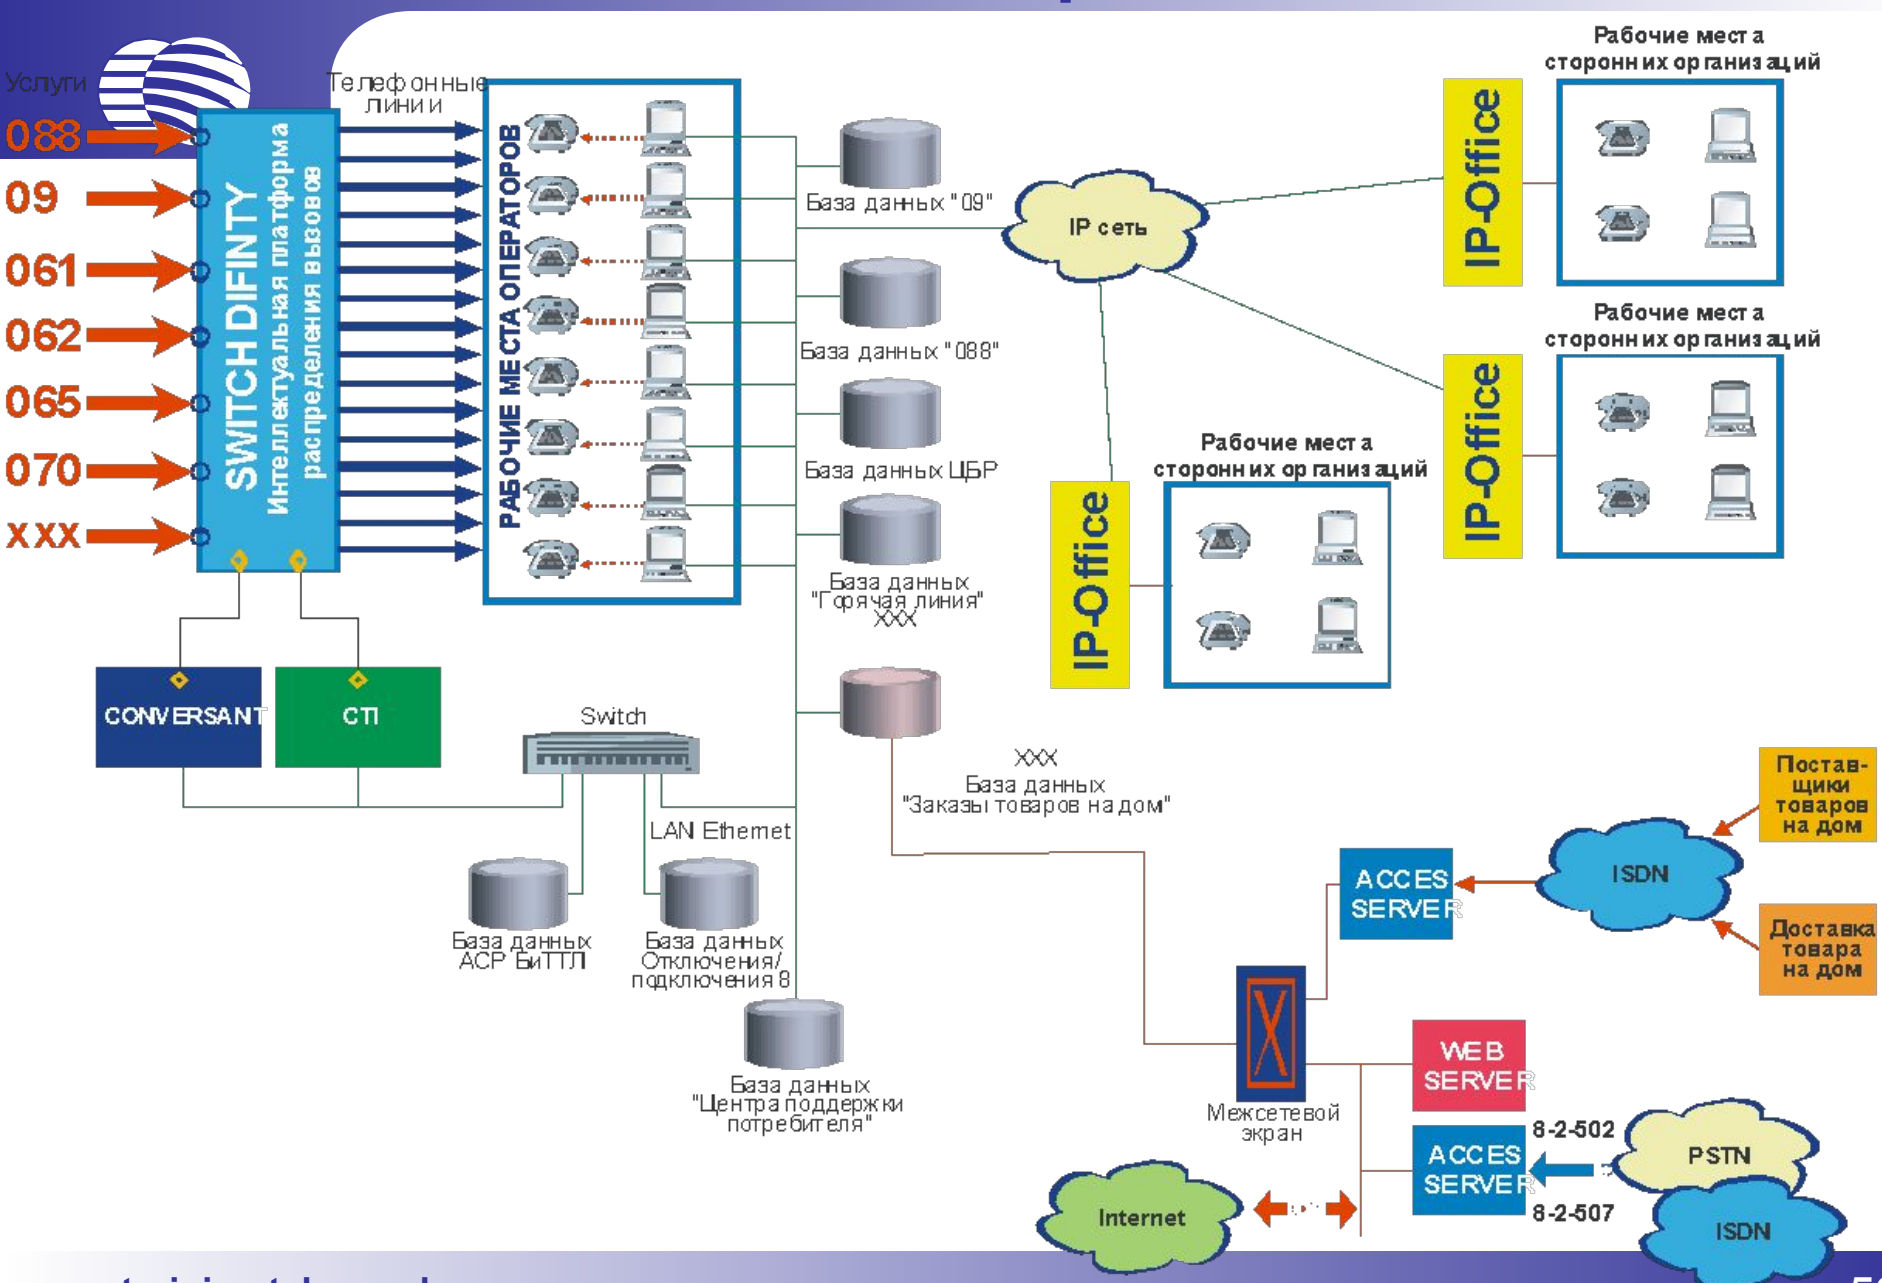 Услуги
088
09
061
062
065
070
XXX
SWITCH DIFINTY
Интеллектуальная платформа
распределения вызовов
Телефонные
линии
РАБОЧИЕ МЕСТА ОПЕРАТОРОВ
База данных "09"
База данных "088"
База данных ЦБР
База данных
"Горячая линия"
XXX
IP сеть
IP-Office
Рабочие места
сторонних организаций
IP-Office
Рабочие места
сторонних организаций
IP-Office
Рабочие места
сторонних организаций
CONVERSANT
CTI
Switch
LAN Ethernet
XXX
База данных
"Заказы товаров на дом"
База данных
АСР БиТТЛ
База данных
Отключения/
подключения 8
База данных
"Центра поддержки
потребителя"
Постав-
щики
товаров
на дом
ISDN
ACCES
SERVER
Доставка
товара
на дом
Межсетевой
экран
WEB
SERVER
ACCES
SERVER
8-2-502
8-2-507
PSTN
ISDN
Internet